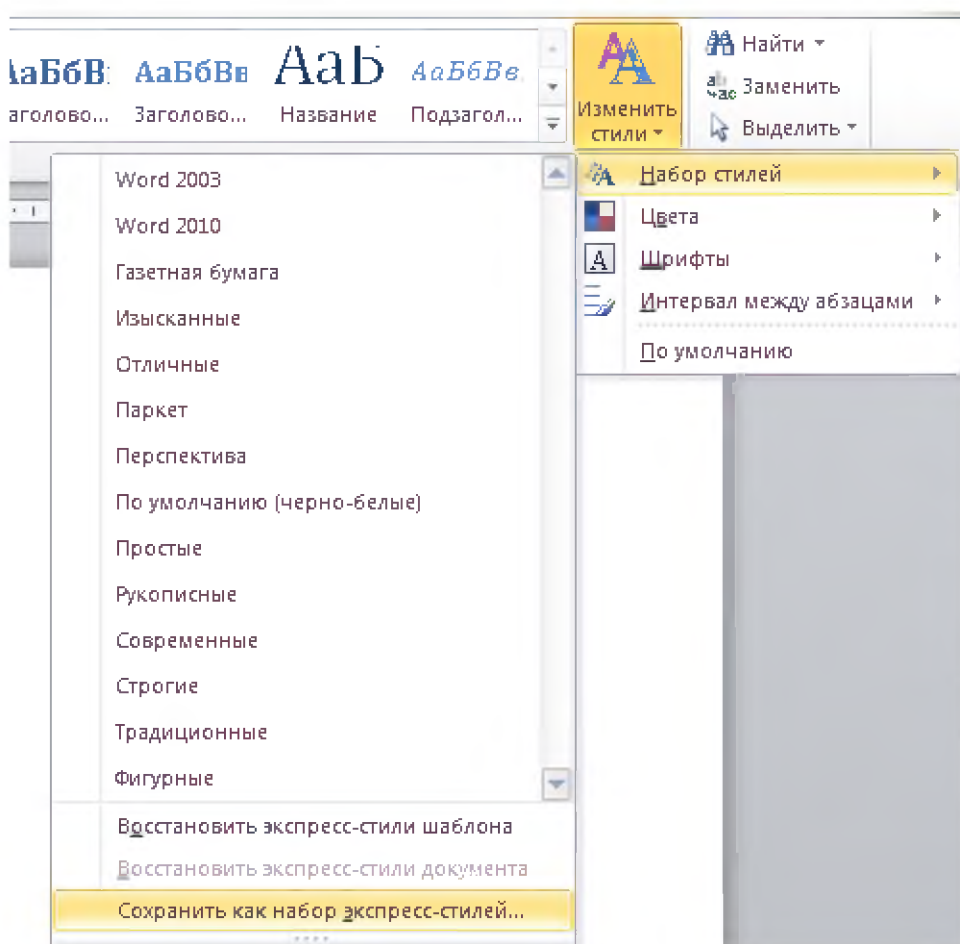 АаБбВ: АаБбВв АаЬ АаБбВв.
аголово... Заголово... Название Подзагол...
Изменить
стили
Найти
Заменить
Выделить
Набор стилей
Цвета
Шрифты
Интервал между абзацами
По умолчанию
Word 2003
Word 2010
Газетная бумага
Изысканные
Отличные
Паркет
Перспектива
По умолчанию (черно-белые)
Простые
Рукописные
Современные
Строгие
Традиционные
Фигурные
Восстановить экспресс-стили шаблона
Восстановить экспресс-стили документа
Сохранить как набор экспресс-стилей...